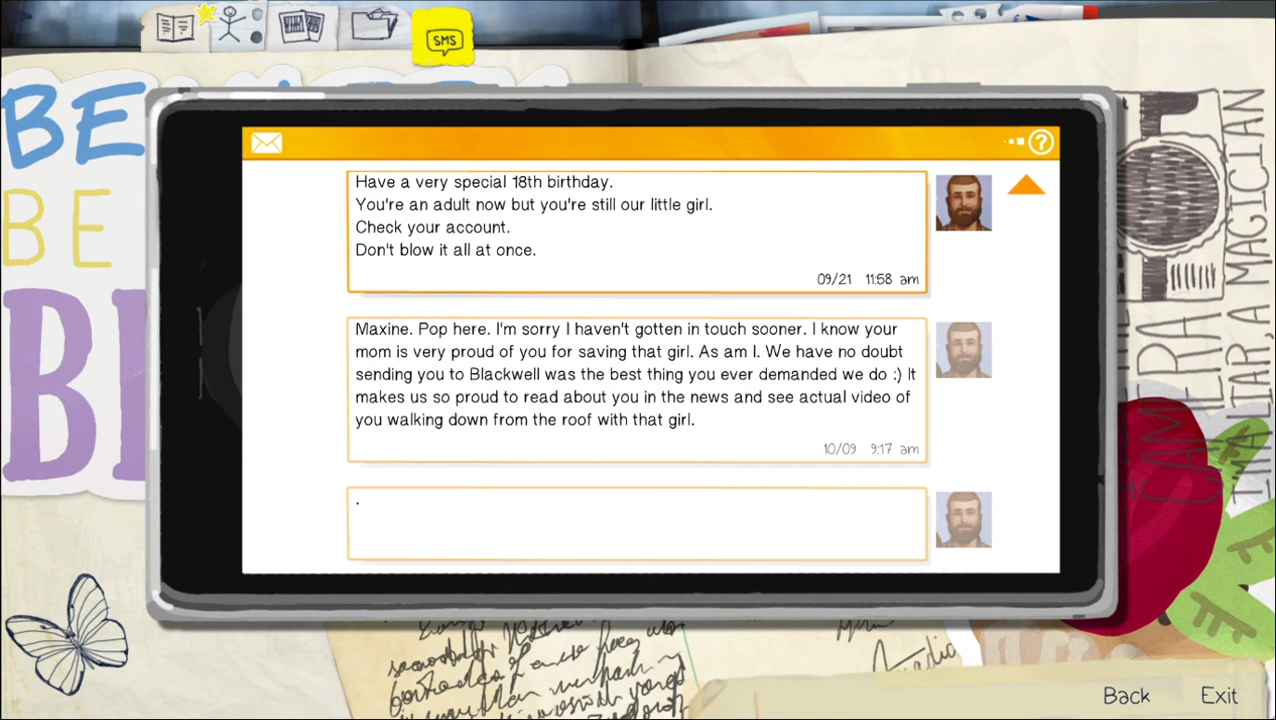 SMS
BE
BE
Have a very special 18th birthday.
You're an adult now but you're still our little girl.
Check your account.
Don't blow it all at once.
09/21 11:58 am
Maxine. Pop here. I'm sorry I haven't gotten in touch sooner. I know your
mom is very proud of you for saving that girl. As am I. We have no doubt
sending you to Blackwell was the best thing you ever demanded we do :) It
makes us so proud to read about you in the news and see actual video of
you walking down from the roof with that girl.
10/09 9:17 am
.
CAMERA
I'M A LIAR, A MAGICIAN
Back
Exit